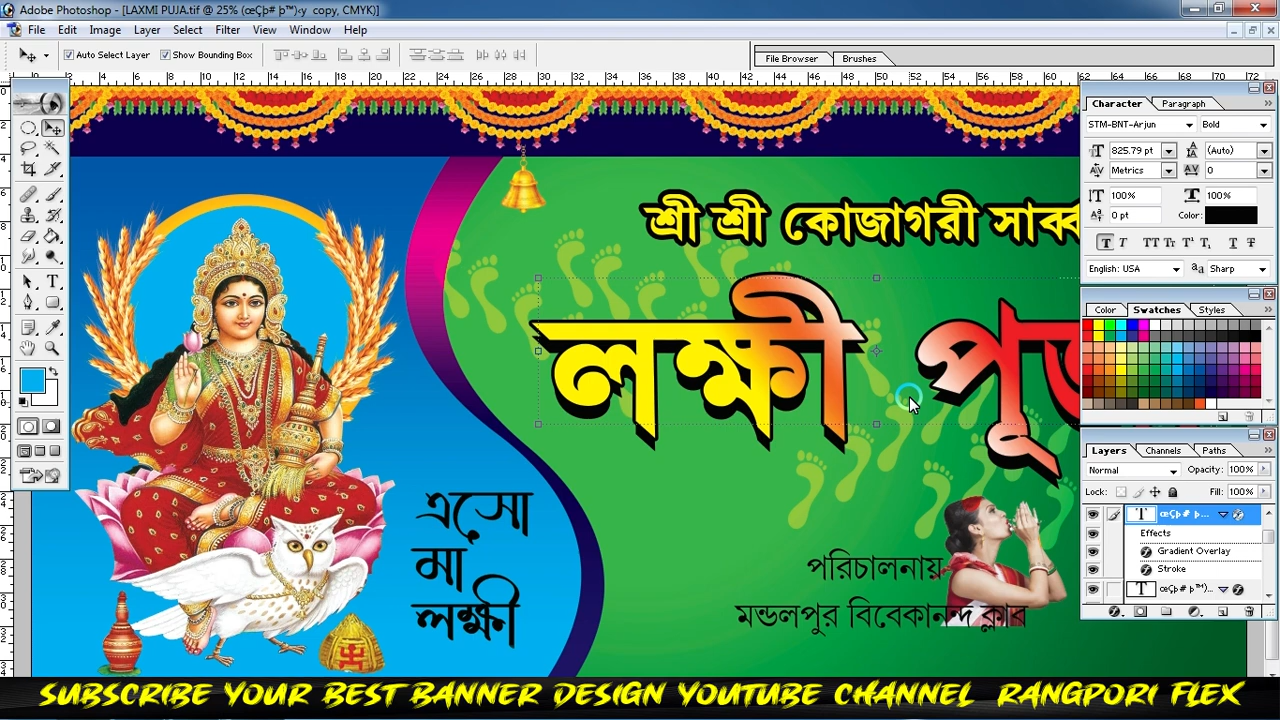 Adobe Photoshop - [LAXMI PUJA.tif @ 25% (œÇþ# þ™)‹y copy, CMYK)]
File Edit Image Layer Select Filter View Window Help
Auto Select Layer Show Bounding Box
File Browser Brushes
Character Paragraph
STM-BNT-Arjun Bold
825.79 pt (Auto)
Metrics 0
100% 100%
0 pt Color:
English: USA Sharp
Color Swatches Styles
Layers Channels Paths
Normal Opacity: 100%
Lock: Fill: 100%
Effects
Gradient Overlay
Stroke
শ্রী শ্রী কোজাগরী
লক্ষী
এসো
মা
লক্ষী
পরিচালনায়
মন্ডলপুর বিবেকানন্দ ক্লাব
SUBSCRIBE YOUR BEST BANNER DESIGN YOUTUBE CHANNEL RANGPORI FLEX